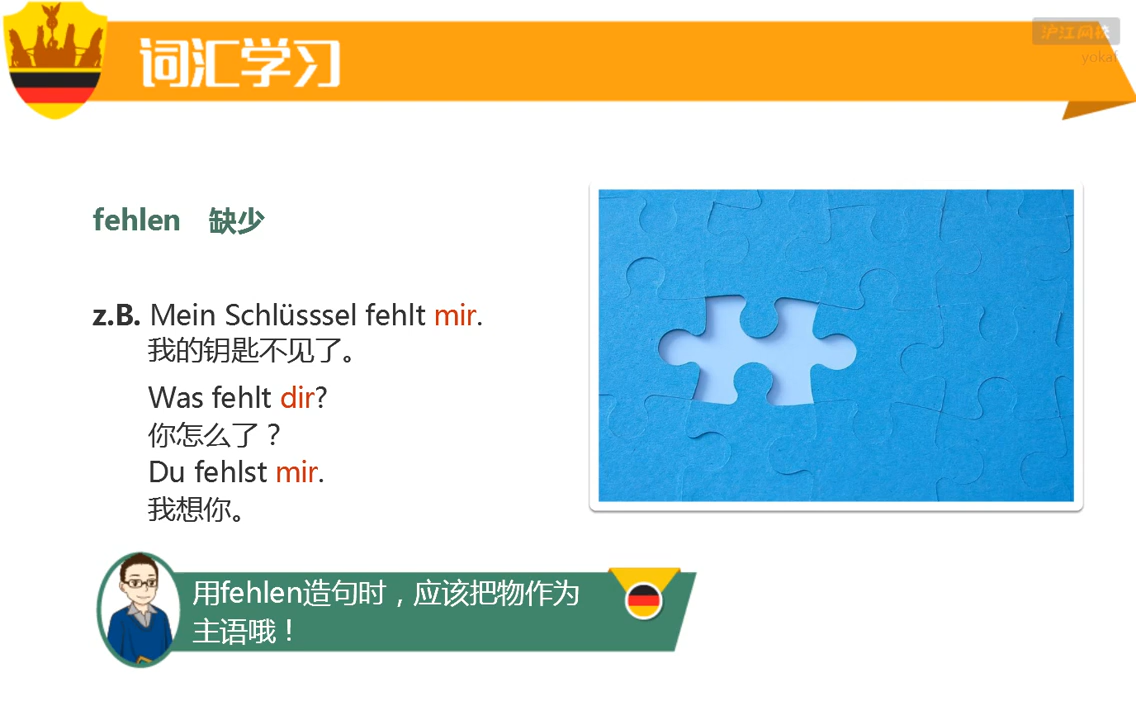 词汇学习
沪江网校
yokaf
fehlen 缺少
z.B. Mein Schlüsssel fehlt mir.
我的钥匙不见了。
Was fehlt dir?
你怎么了？
Du fehlst mir.
我想你。
用fehlen造句时，应该把物作为
主语哦！